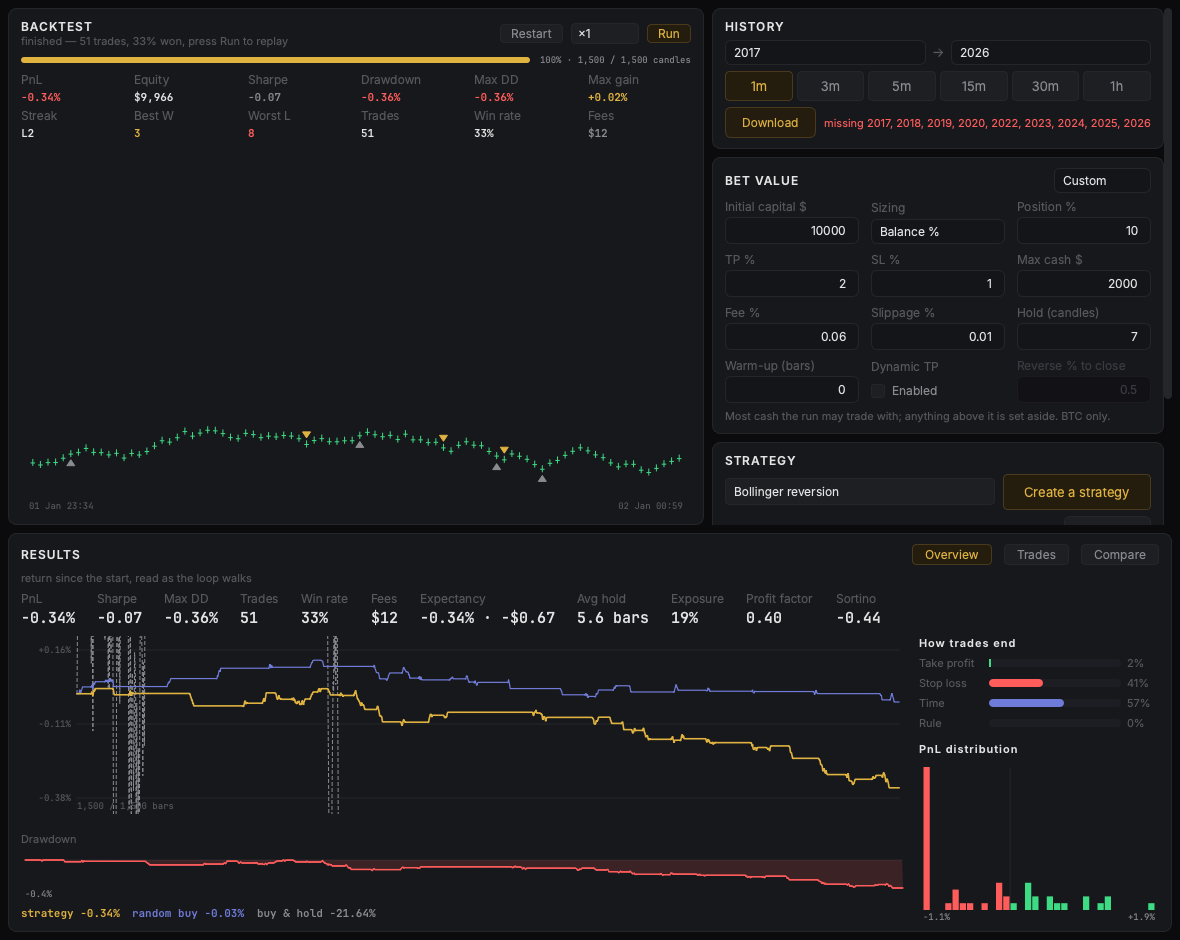 BACKTEST
finished — 51 trades, 33% won, press Run to replay
Restart
×1
Run
100% · 1,500 / 1,500 candles
PnL Equity Sharpe Drawdown Max DD Max gain
-0.34% $9,966 -0.07 -0.36% -0.36% +0.02%
Streak Best W Worst L Trades Win rate Fees
L2 3 8 51 33% $12
01 Jan 23:34
02 Jan 00:59
HISTORY
2017 → 2026
1m 3m 5m 15m 30m 1h
Download missing 2017, 2018, 2019, 2020, 2022, 2023, 2024, 2025, 2026
BET VALUE
Custom
Initial capital $ Sizing Position %
10000 Balance % 10
TP % SL % Max cash $
2 1 2000
Fee % Slippage % Hold (candles)
0.06 0.01 7
Warm-up (bars) Dynamic TP Reverse % to close
0 Enabled 0.5
Most cash the run may trade with; anything above it is set aside. BTC only.
STRATEGY
Bollinger reversion
Create a strategy
RESULTS
Overview Trades Compare
return since the start, read as the loop walks
PnL Sharpe Max DD Trades Win rate Fees Expectancy Avg hold Exposure Profit factor Sortino
-0.34% -0.07 -0.36% 51 33% $12 -0.34% · -$0.67 5.6 bars 19% 0.40 -0.44
+0.16%
-0.11%
-0.38%
1,500 / 1,500 bars
Drawdown
-0.4%
strategy -0.34% random buy -0.03% buy & hold -21.64%
How trades end
Take profit 2%
Stop loss 41%
Time 57%
Rule 0%
PnL distribution
-1.1% +1.9%